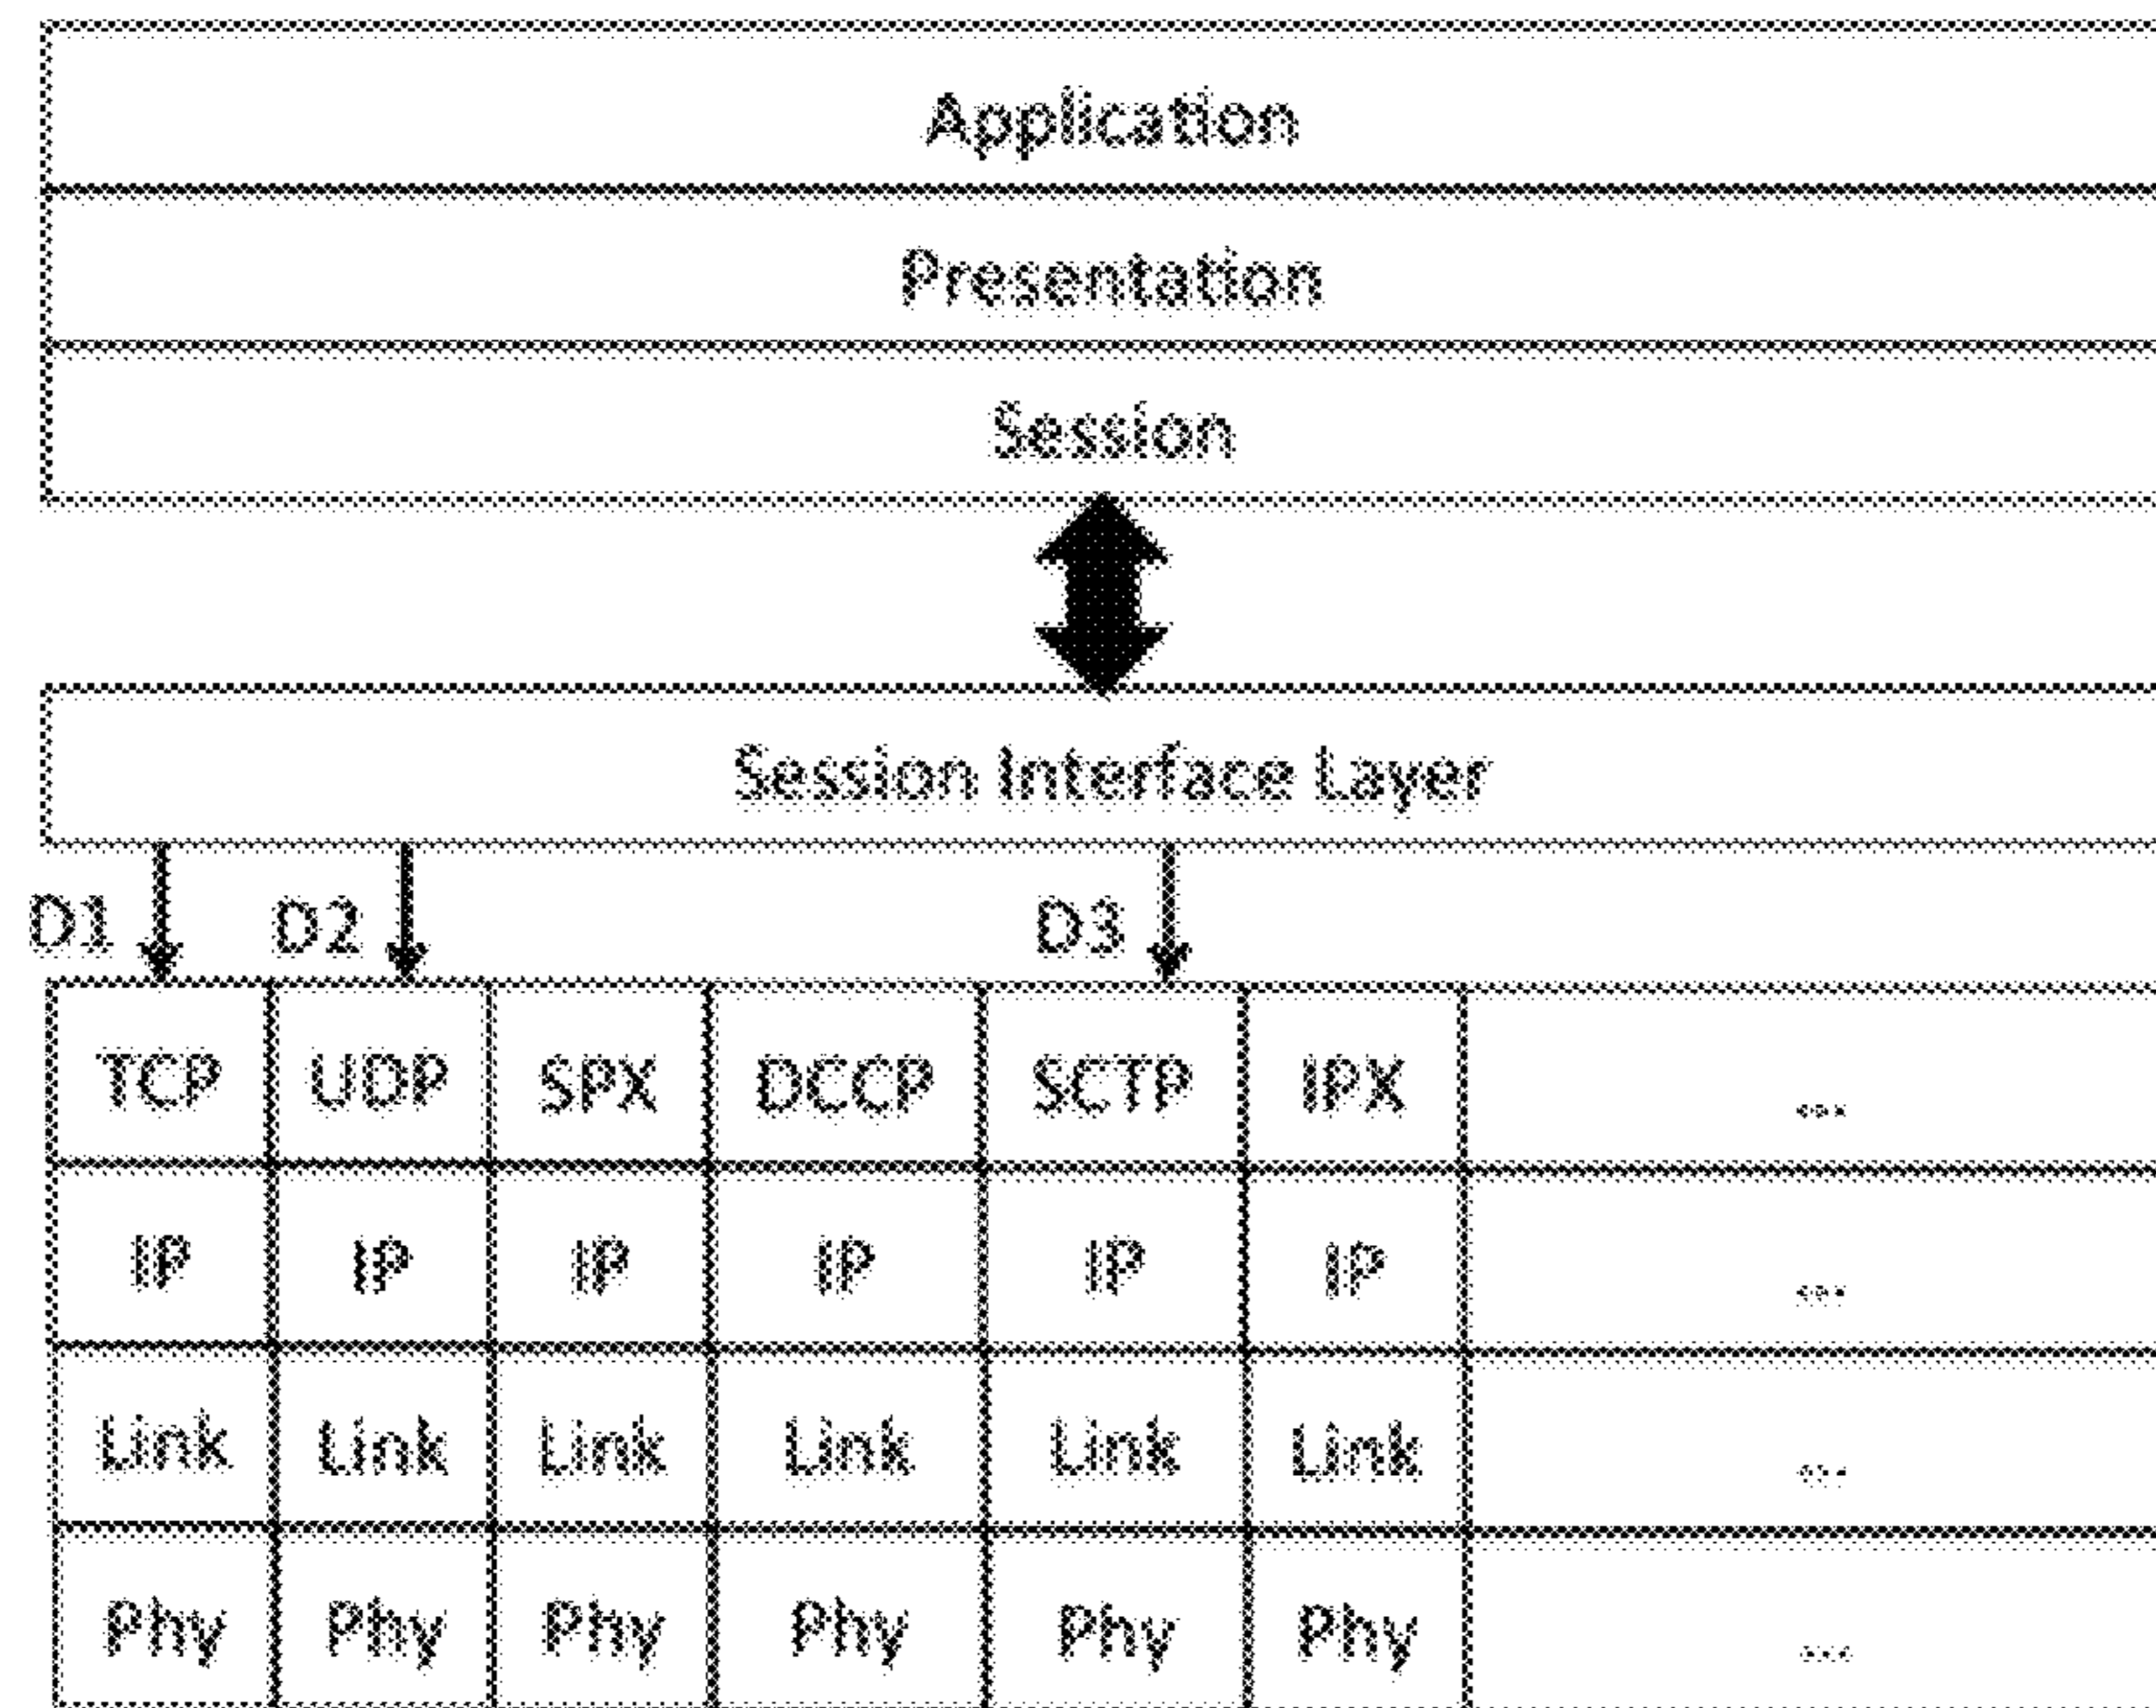 Application
Presentation
Session
Session Interface Layer
D1 D2 D3
TCP UDP SPX DCCP SCTP IPX ...
IP IP IP IP IP IP ...
Link Link Link Link Link Link ...
Phy Phy Phy Phy Phy Phy ...